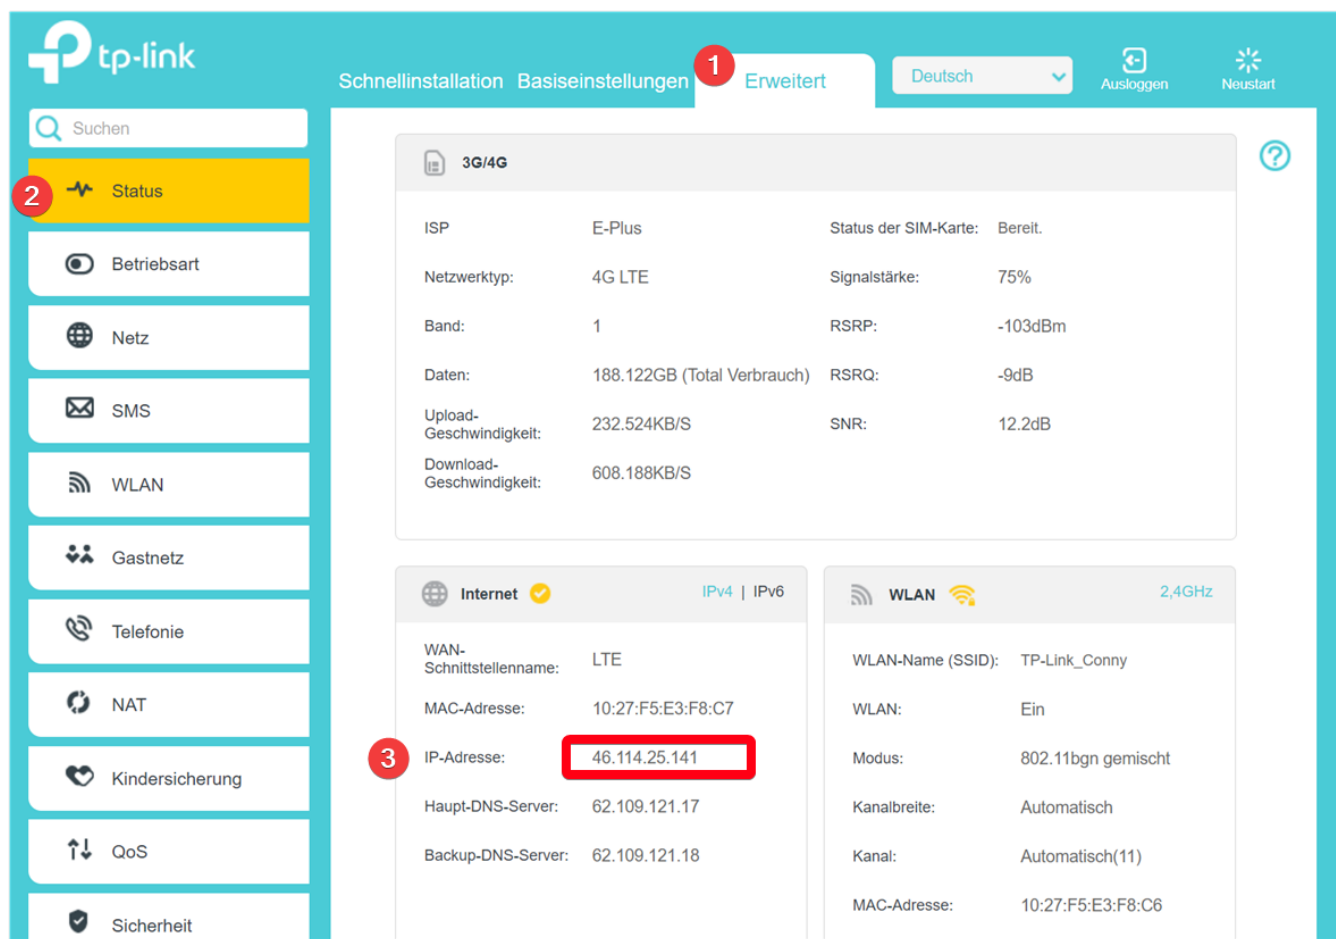 tp-link
Schnellinstallation Basiseinstellungen 1 Erweitert Deutsch Ausloggen Neustart
Suchen
2 Status
Betriebsart
Netz
SMS
WLAN
Gastnetz
Telefonie
NAT
Kindersicherung
QoS
Sicherheit
3G/4G
ISP E-Plus Status der SIM-Karte: Bereit.
Netzwerktyp: 4G LTE Signalstärke: 75%
Band: 1 RSRP: -103dBm
Daten: 188.122GB (Total Verbrauch) RSRQ: -9dB
Upload-
Geschwindigkeit: 232.524KB/S SNR: 12.2dB
Download-
Geschwindigkeit: 608.188KB/S
Internet IPv4 | IPv6
WAN-
Schnittstellenname: LTE
MAC-Adresse: 10:27:F5:E3:F8:C7
3 IP-Adresse: 46.114.25.141
Haupt-DNS-Server: 62.109.121.17
Backup-DNS-Server: 62.109.121.18
WLAN 2,4GHz
WLAN-Name (SSID): TP-Link_Conny
WLAN: Ein
Modus: 802.11bgn gemischt
Kanalbreite: Automatisch
Kanal: Automatisch(11)
MAC-Adresse: 10:27:F5:E3:F8:C6